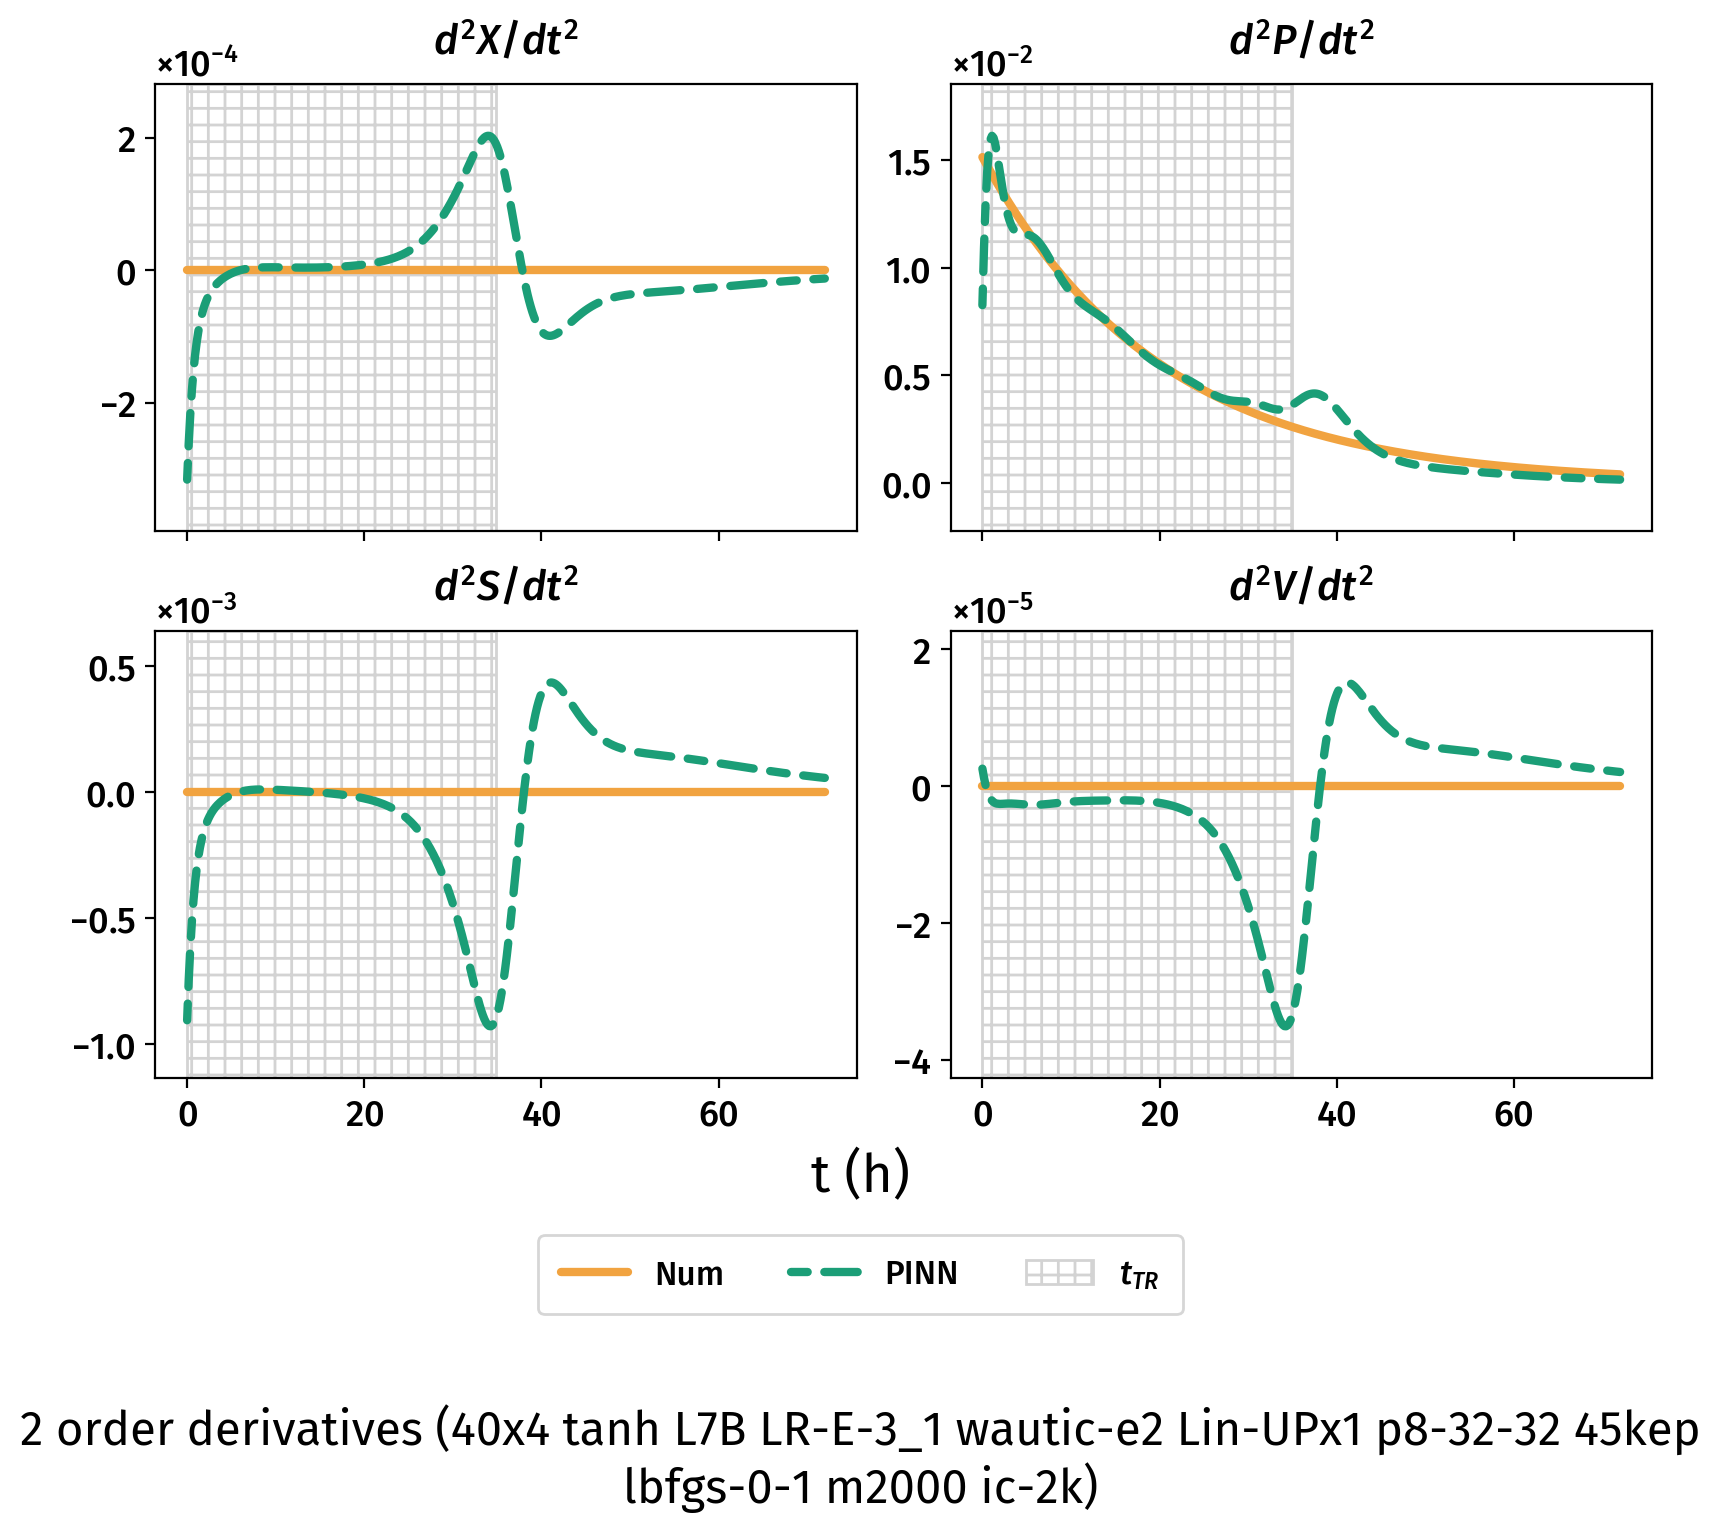 d²X/dt²
×10⁻⁴
2
0
−2
d²P/dt²
×10⁻²
1.5
1.0
0.5
0.0
d²S/dt²
×10⁻³
0.5
0.0
−0.5
−1.0
0 20 40 60
d²V/dt²
×10⁻⁵
2
0
−2
−4
0 20 40 60
t (h)
Num PINN t_TR
2 order derivatives (40x4 tanh L7B LR-E-3_1 wautic-e2 Lin-UPx1 p8-32-32 45kep
lbfgs-0-1 m2000 ic-2k)